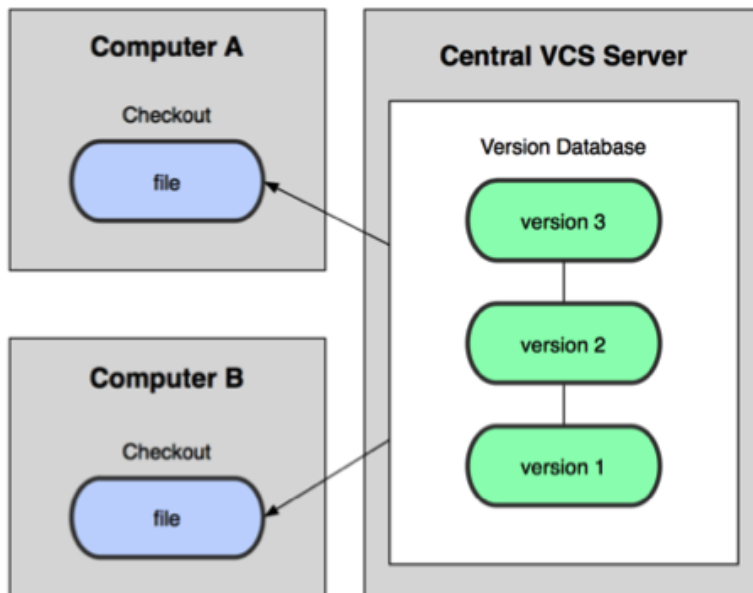 Computer A
Checkout
file
Computer B
Checkout
file
Central VCS Server
Version Database
version 3
version 2
version 1